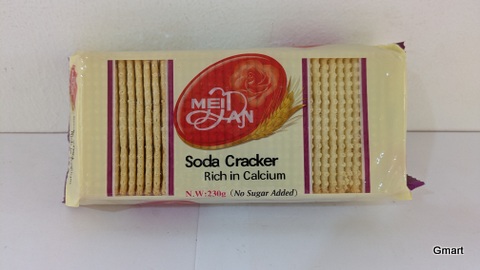 MEI
DAN
Soda Cracker
Rich in Calcium
N.W:230g (No Sugar Added)
Gmart